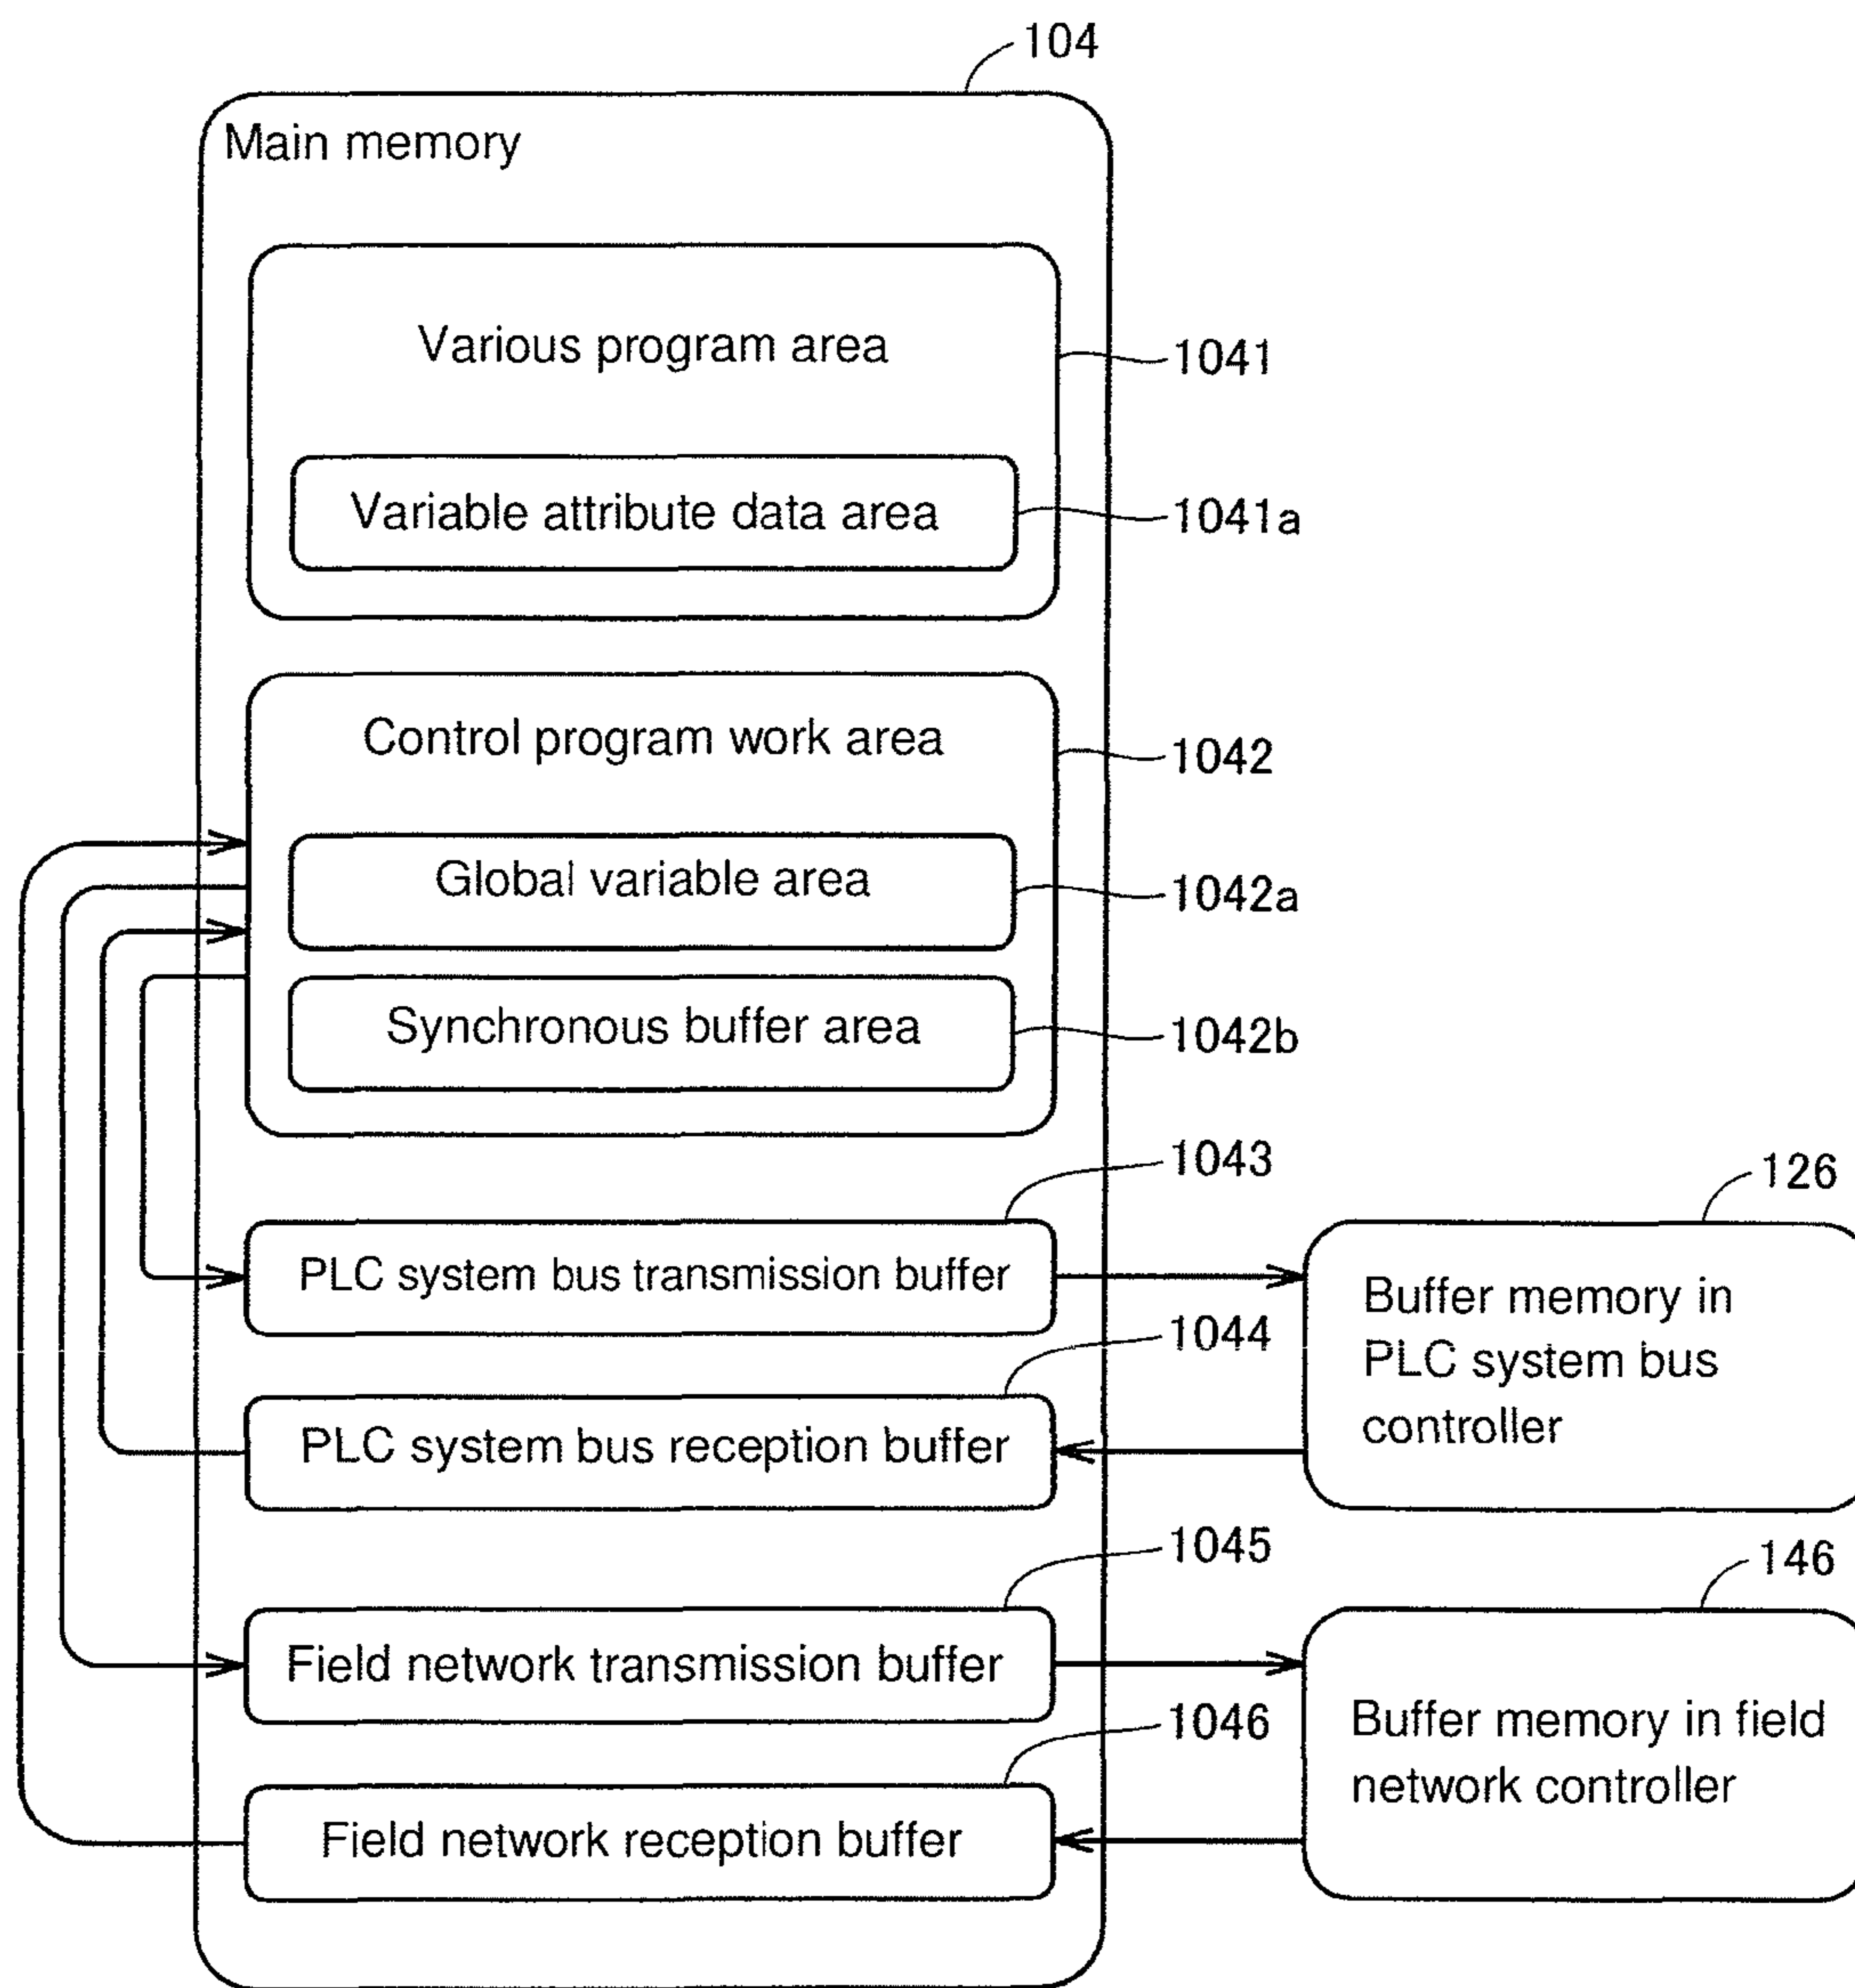 104
Main memory
Various program area
1041
Variable attribute data area
1041a
Control program work area
1042
Global variable area
1042a
Synchronous buffer area
1042b
1043
126
PLC system bus transmission buffer
Buffer memory in
PLC system bus
controller
1044
PLC system bus reception buffer
1045
146
Field network transmission buffer
Buffer memory in field
network controller
1046
Field network reception buffer